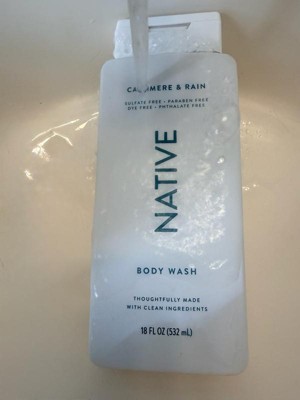 CASHMERE & RAIN
SULFATE FREE • PARABEN FREE
DYE FREE • PHTHALATE FREE
NATIVE
BODY WASH
THOUGHTFULLY MADE
WITH CLEAN INGREDIENTS
18 FL OZ (532 mL)